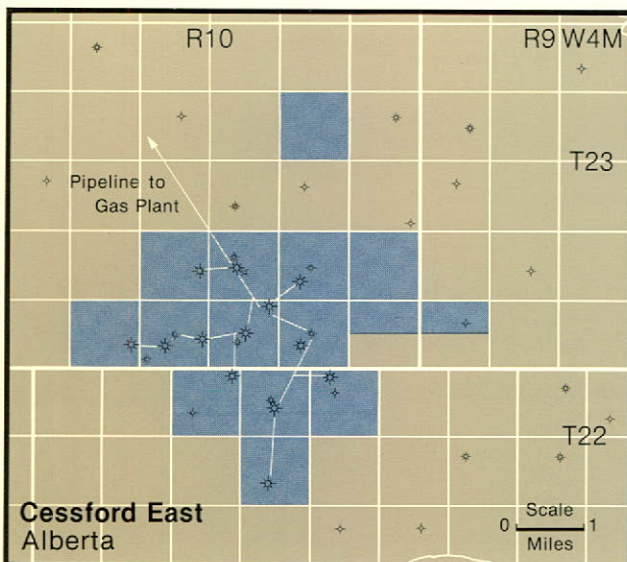 R10
R9 W4M
T23
Pipeline to
Gas Plant
T22
Cessford East
Alberta
Scale
0 1
Miles